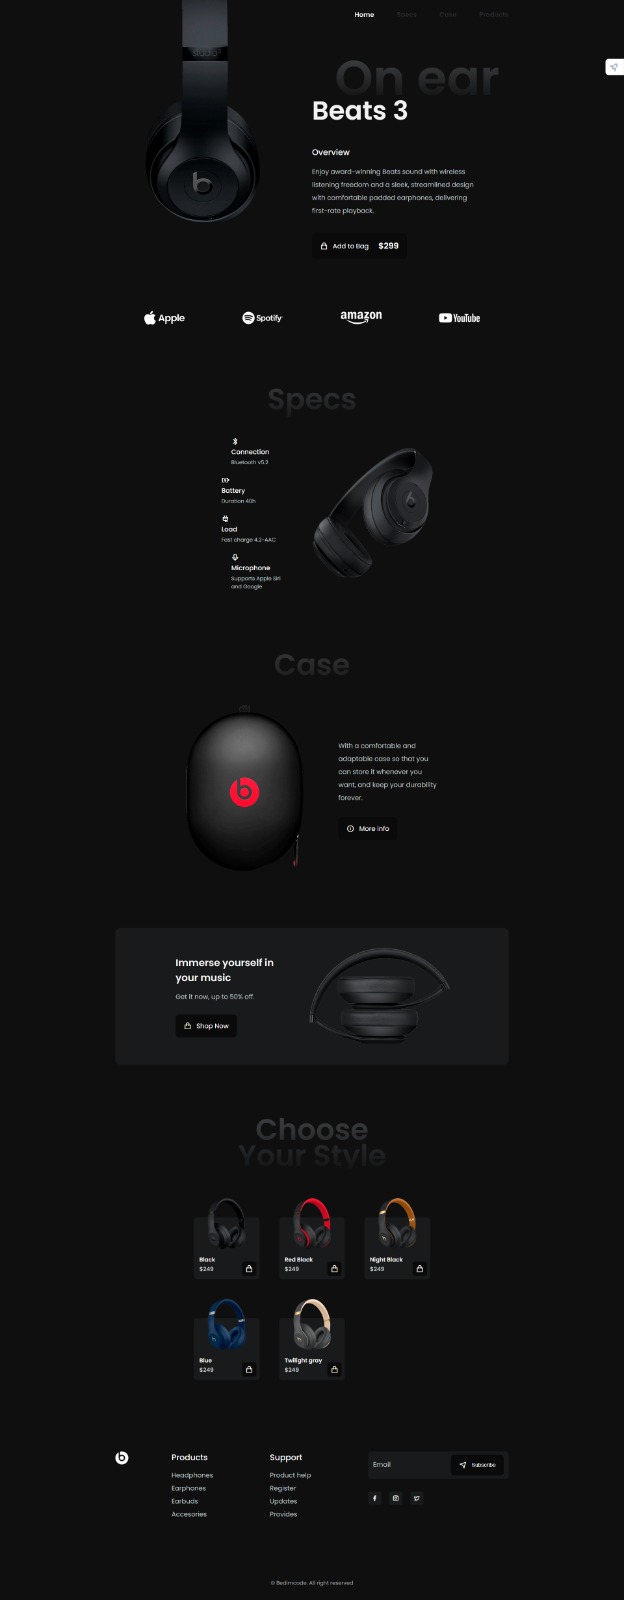 Home Specs Case Products
On ear
Beats 3
Overview
Enjoy award-winning Beats sound with wireless
listening freedom and a sleek, streamlined design
with comfortable padded earphones, delivering
first-rate playback.
Add to Bag $299
Apple Spotify amazon YouTube
Specs
Connection
Bluetooth v5.2
Battery
Duration 40h
Load
Fast charge 4.2-AAC
Microphone
Supports Apple Siri
and Google
Case
With a comfortable and
adaptable case so that you
can store it whenever you
want, and keep your durability
forever.
More info
Immerse yourself in
your music
Get it now, up to 50% off.
Shop Now
Choose
Your Style
Black
$249
Red Black
$249
Night Black
$249
Blue
$249
Twilight gray
$249
Products
Headphones
Earphones
Earbuds
Accesories
Support
Product help
Register
Updates
Provides
Email
Subscribe
© Bedimcode. All right reserved